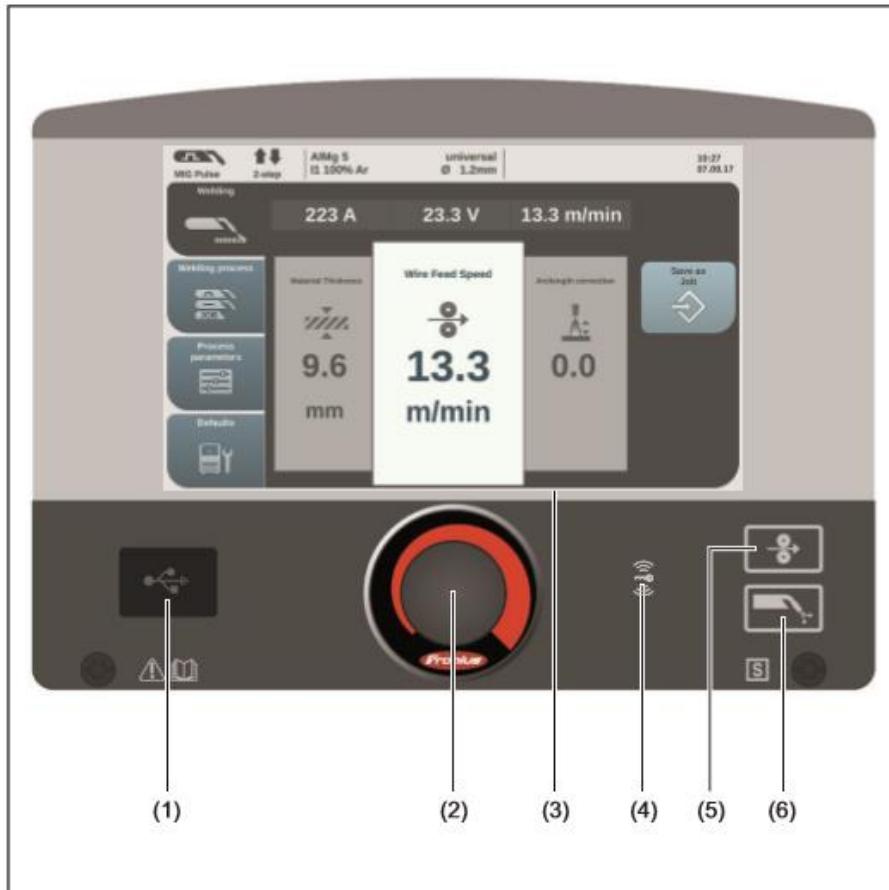 MIG Pulse
2-step
AlMg 5
I1 100% Ar
universal
Ø 1.2mm
10:27
07.09.17
Welding
223 A 23.3 V 13.3 m/min
Welding process
Process
parameters
Defaults
Material Thickness
9.6
mm
Wire Feed Speed
13.3
m/min
Arclength correction
0.0
Save as
Job
Fronius
S
(1) (2) (3) (4) (5) (6)